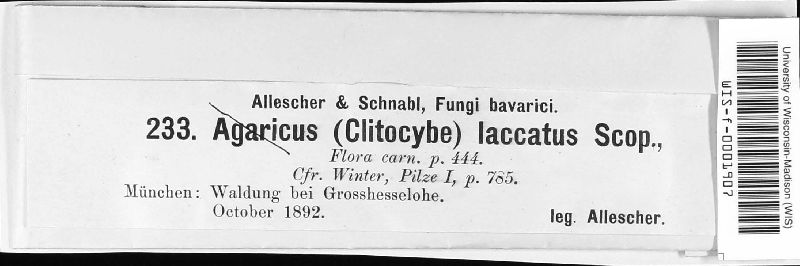 Allescher & Schnabl, Fungi bavarici.
233. Agaricus (Clitocybe) laccatus Scop.,
Flora carn. p. 444.
Cfr. Winter, Pilze I, p. 785.
München: Waldung bei Grosshesselohe.
October 1892.
leg. Allescher.
University of Wisconsin-Madison (WIS)
WIS-f-0001907